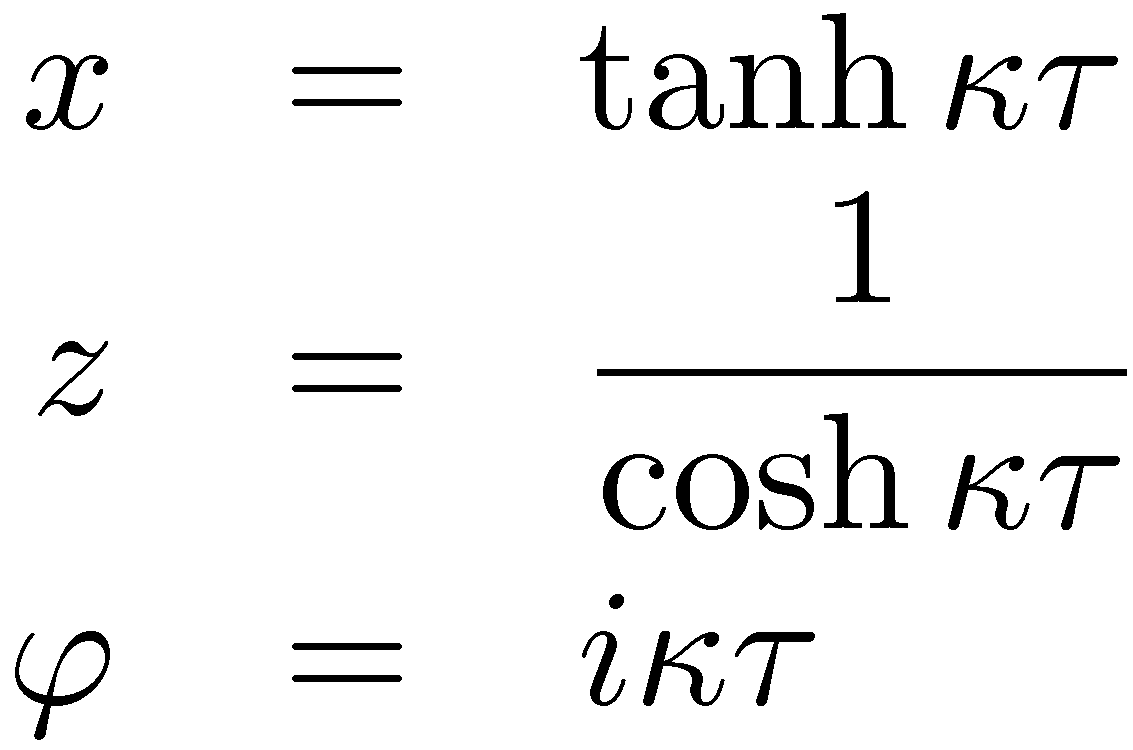 x = tanh κτ
z = 1 / cosh κτ
φ = iκτ